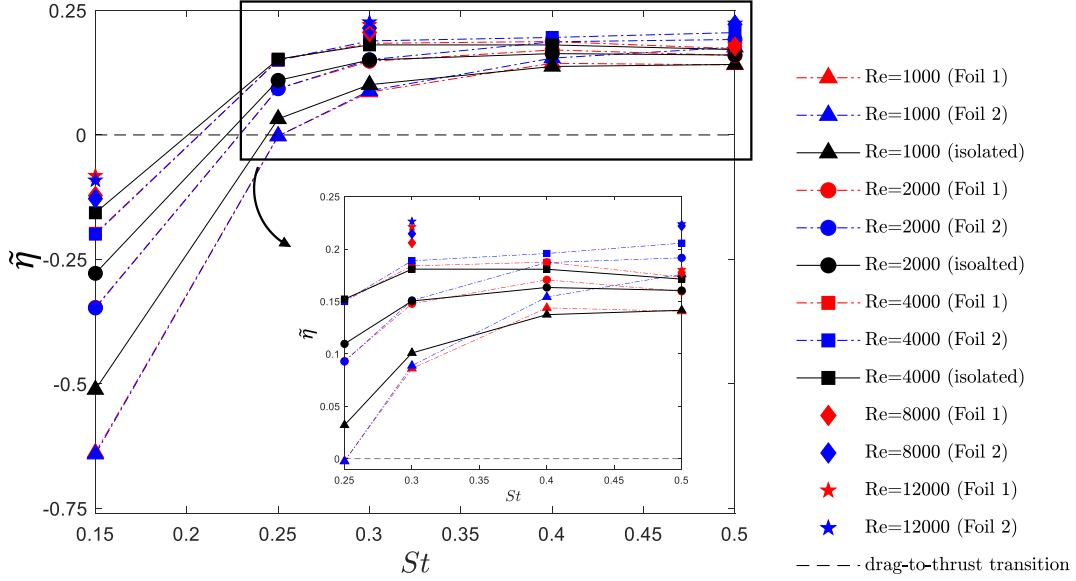 0.25
0
-0.25
-0.5
-0.75
η̃
0.15
0.2
0.25
0.3
0.35
0.4
0.45
0.5
St
0.25
0.2
0.15
0.1
0.05
0
η̃
0.25
0.3
0.35
0.4
0.45
0.5
St
Re=1000 (Foil 1)
Re=1000 (Foil 2)
Re=1000 (isolated)
Re=2000 (Foil 1)
Re=2000 (Foil 2)
Re=2000 (isoalted)
Re=4000 (Foil 1)
Re=4000 (Foil 2)
Re=4000 (isolated)
Re=8000 (Foil 1)
Re=8000 (Foil 2)
Re=12000 (Foil 1)
Re=12000 (Foil 2)
drag-to-thrust transition